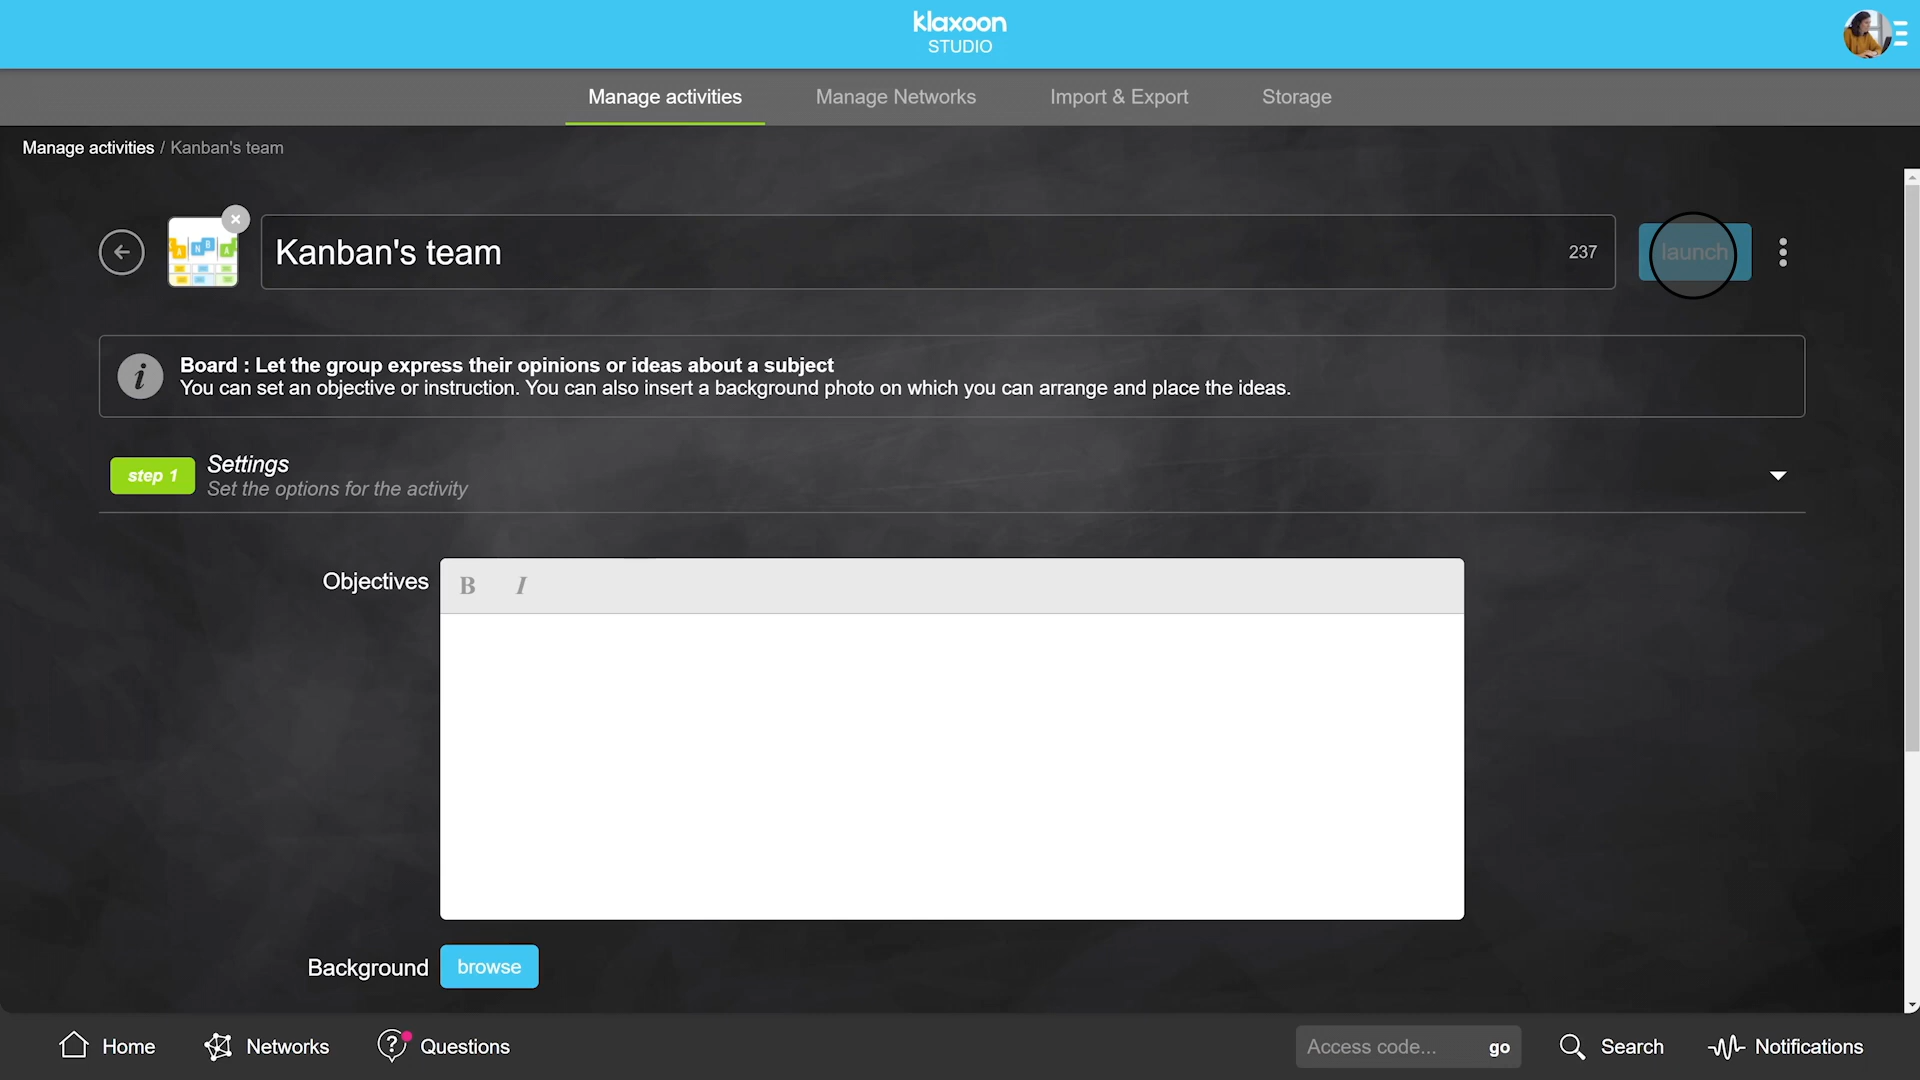 klaxoon
STUDIO
Manage activities
Manage Networks
Import & Export
Storage
Manage activities / Kanban's team
Kanban's team
237
launch
Board : Let the group express their opinions or ideas about a subject
You can set an objective or instruction. You can also insert a background photo on which you can arrange and place the ideas.
step 1
Settings
Set the options for the activity
Objectives
B I
Background
browse
Home
Networks
Questions
Access code...
go
Search
Notifications